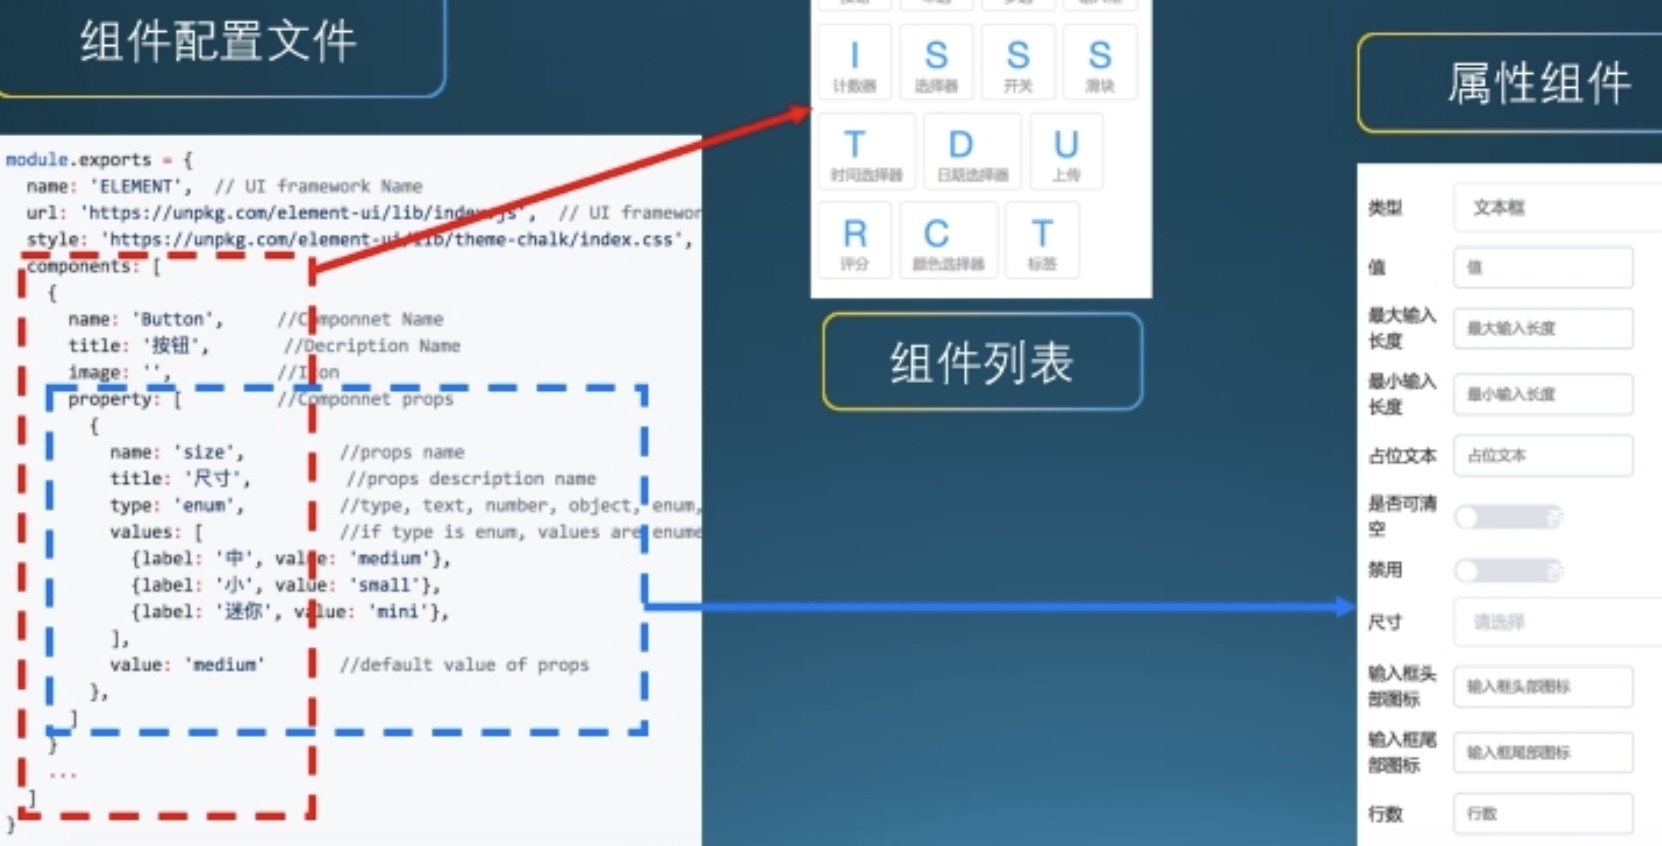 组件配置文件
module.exports = {
name: 'ELEMENT', // UI framework Name
url: 'https://unpkg.com/element-ui/lib/index.js', // UI framewor
style: 'https://unpkg.com/element-ui/lib/theme-chalk/index.css',
components: [
{
name: 'Button', //Componnet Name
title: '按钮', //Decription Name
image: '', //Icon
property: [ //Componnet props
{
name: 'size', //props name
title: '尺寸', //props description name
type: 'enum', //type, text, number, object, enum,
values: [ //if type is enum, values are enume
{label: '中', value: 'medium'},
{label: '小', value: 'small'},
{label: '迷你', value: 'mini'},
],
value: 'medium' //default value of props
},
]
}
...
]
}
I S S S
计数器 选择器 开关 滑块
T D U
时间选择器 日期选择器 上传
R C T
评分 颜色选择器 标签
组件列表
属性组件
类型 文本框
值 值
最大输入
长度 最大输入长度
最小输入
长度 最小输入长度
占位文本 占位文本
是否可清
空 否
禁用 否
尺寸 请选择
输入框头
部图标 输入框头部图标
输入框尾
部图标 输入框尾部图标
行数 行数